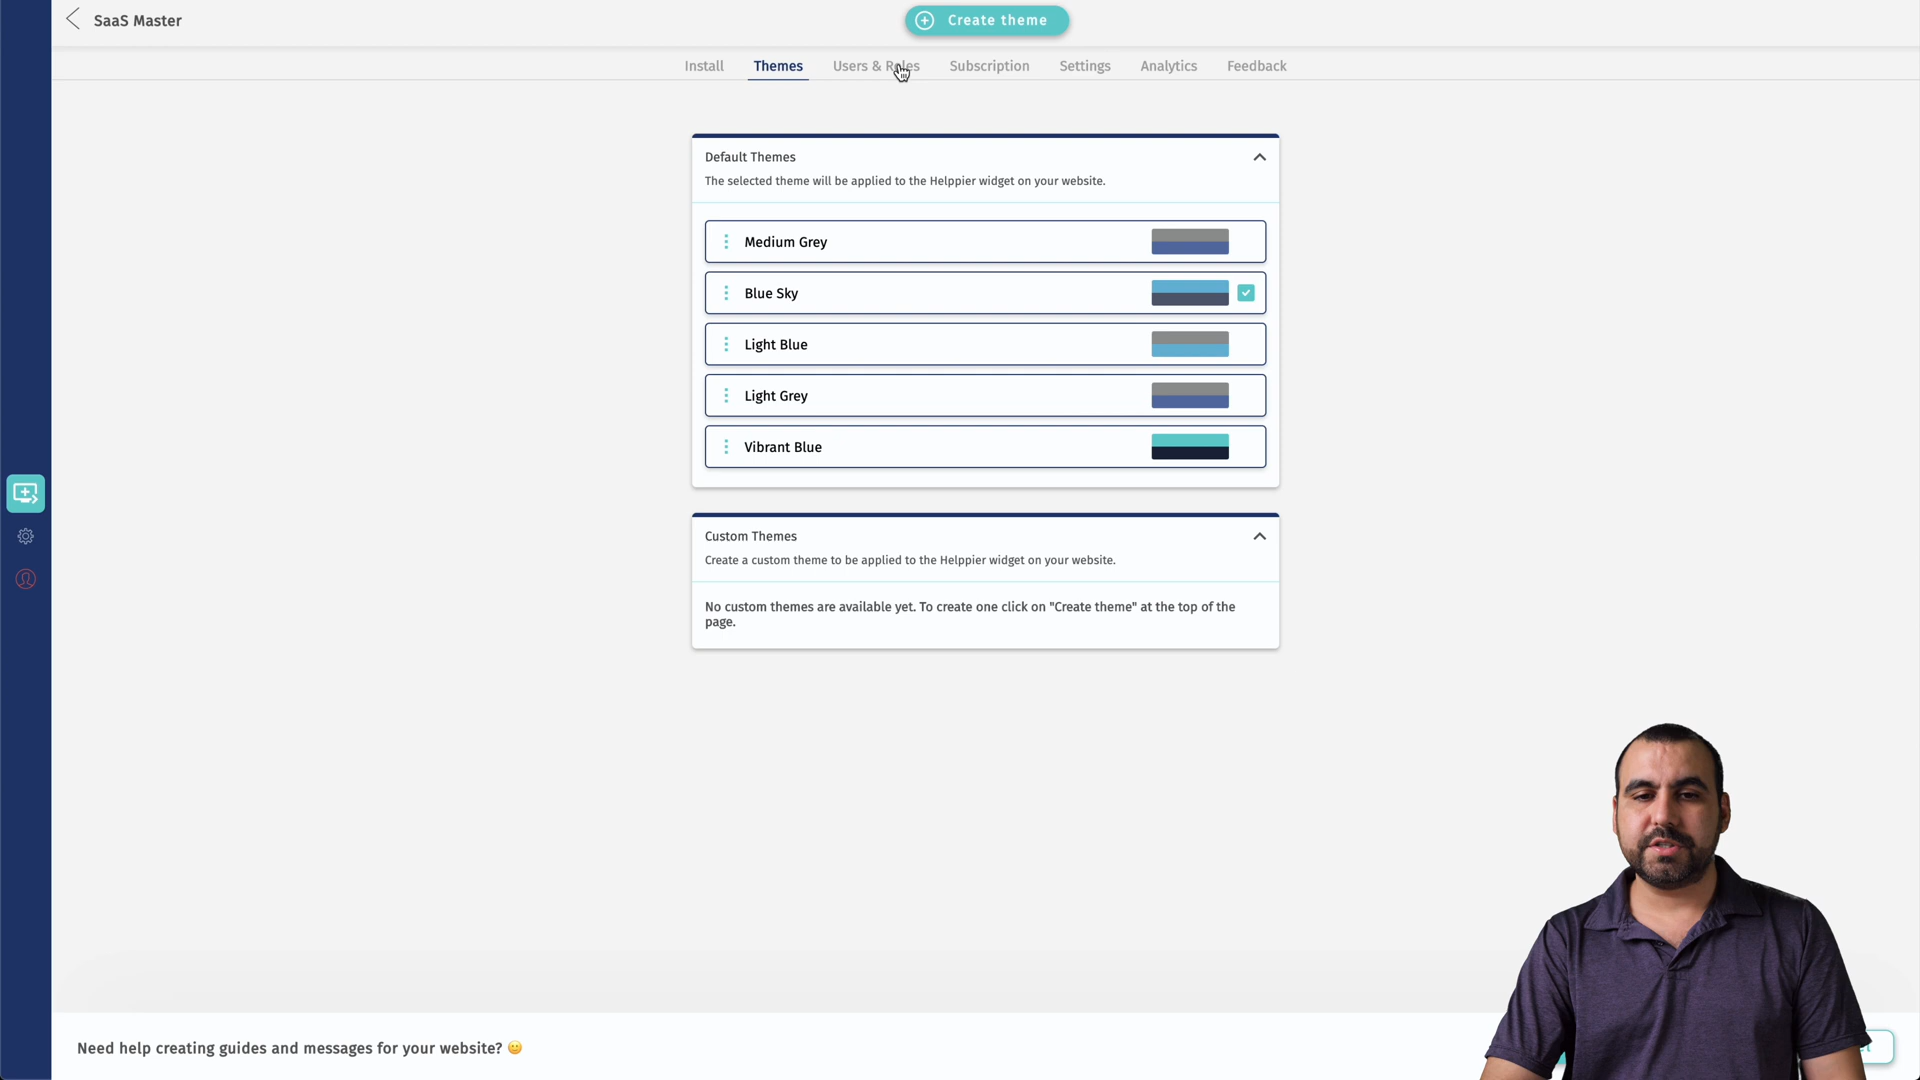 SaaS Master
Create theme
Install
Themes
Users & Roles
Subscription
Settings
Analytics
Feedback
Default Themes
The selected theme will be applied to the Helppier widget on your website.
Medium Grey
Blue Sky
Light Blue
Light Grey
Vibrant Blue
Custom Themes
Create a custom theme to be applied to the Helppier widget on your website.
No custom themes are available yet. To create one click on "Create theme" at the top of the
page.
Need help creating guides and messages for your website? 😀